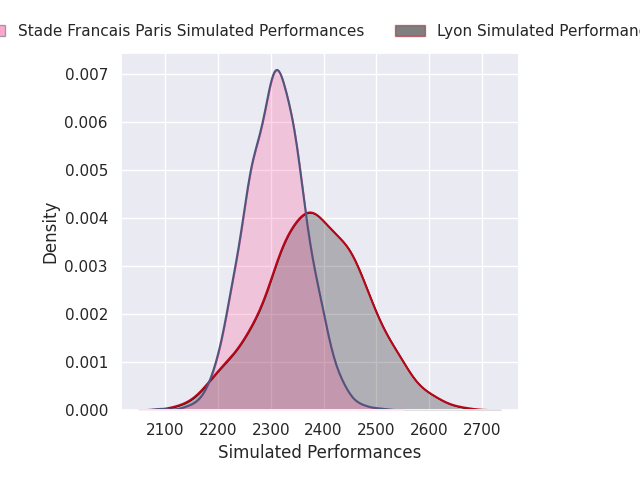 Stade Francais Paris Simulated Performances
Lyon Simulated
0.007
0.006
0.005
0.004
0.003
0.002
0.001
0.000
Density
2100 2200 2300 2400 2500 2600 2700
Simulated Performances